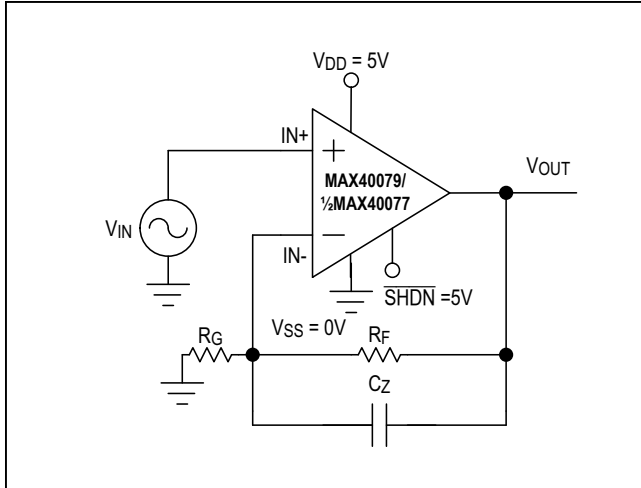 VDD = 5V
IN+
MAX40079/
½MAX40077
VOUT
VIN
IN-
SHDN =5V
VSS = 0V
RG
RF
CZ